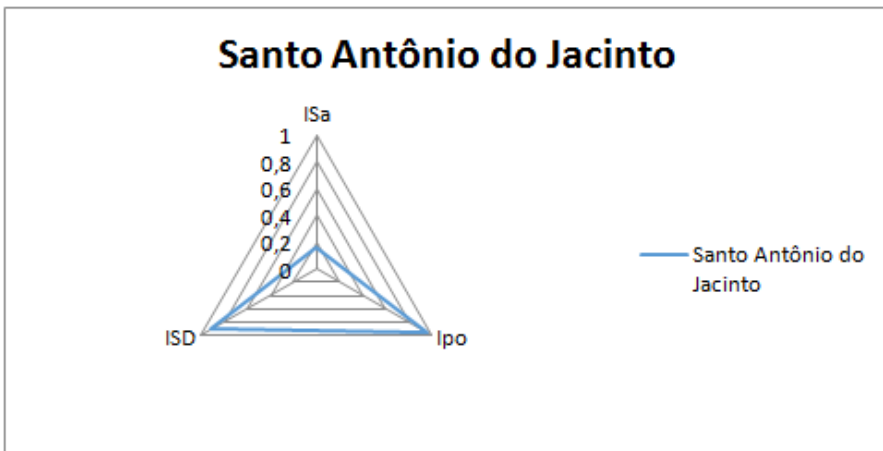 Santo Antônio do Jacinto
ISa
1
0,8
0,6
0,4
0,2
0
ISD
Ipo
Santo Antônio do
Jacinto